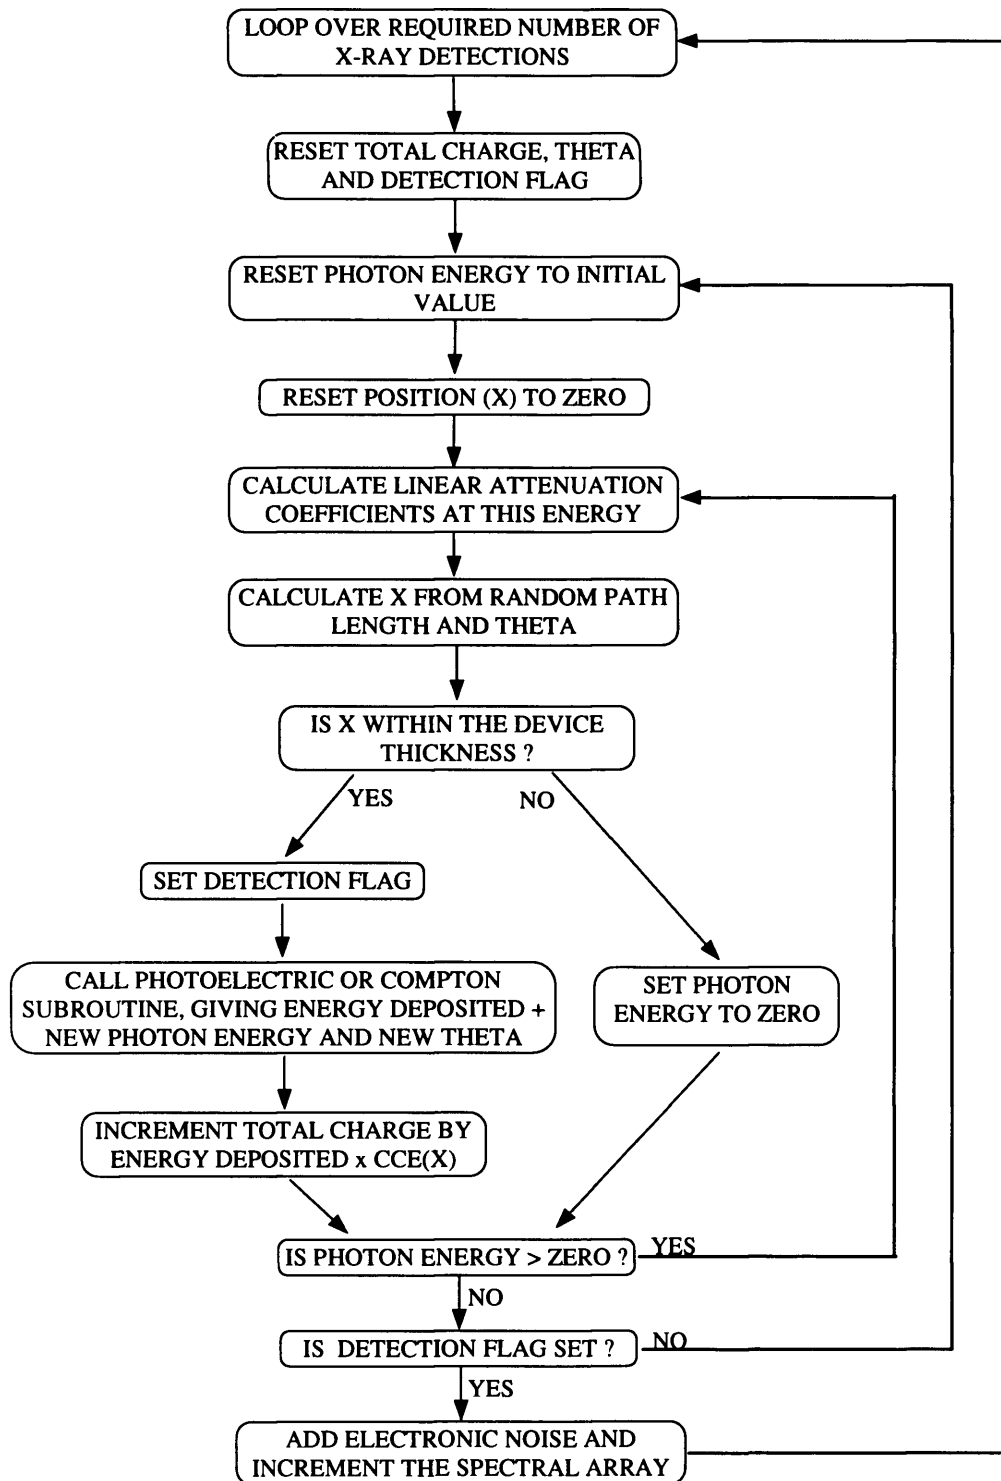 LOOP OVER REQUIRED NUMBER OF
X-RAY DETECTIONS
RESET TOTAL CHARGE, THETA
AND DETECTION FLAG
RESET PHOTON ENERGY TO INITIAL
VALUE
RESET POSITION (X) TO ZERO
CALCULATE LINEAR ATTENUATION
COEFFICIENTS AT THIS ENERGY
CALCULATE X FROM RANDOM PATH
LENGTH AND THETA
IS X WITHIN THE DEVICE
THICKNESS ?
YES
NO
SET DETECTION FLAG
CALL PHOTOELECTRIC OR COMPTON
SUBROUTINE, GIVING ENERGY DEPOSITED +
NEW PHOTON ENERGY AND NEW THETA
SET PHOTON
ENERGY TO ZERO
INCREMENT TOTAL CHARGE BY
ENERGY DEPOSITED x CCE(X)
IS PHOTON ENERGY > ZERO ?
YES
NO
IS DETECTION FLAG SET ?
NO
YES
ADD ELECTRONIC NOISE AND
INCREMENT THE SPECTRAL ARRAY